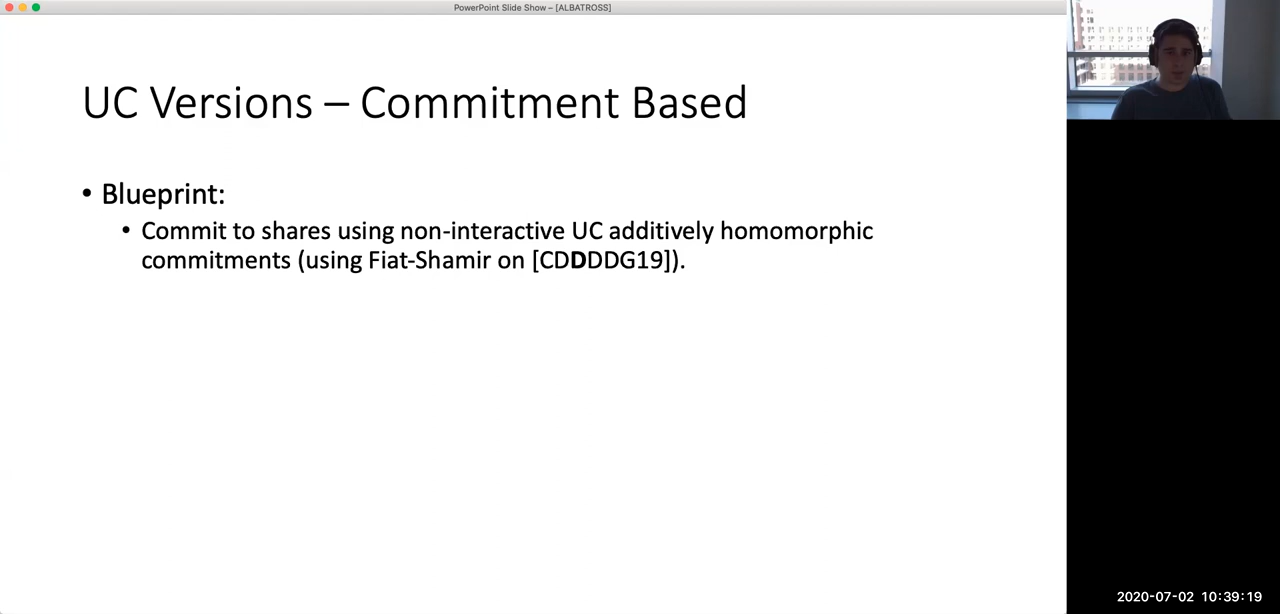 PowerPoint Slide Show – [ALBATROSS]
UC Versions – Commitment Based
• Blueprint:
• Commit to shares using non-interactive UC additively homomorphic
commitments (using Fiat-Shamir on [CDDDDG19]).
2020-07-02 10:39:19